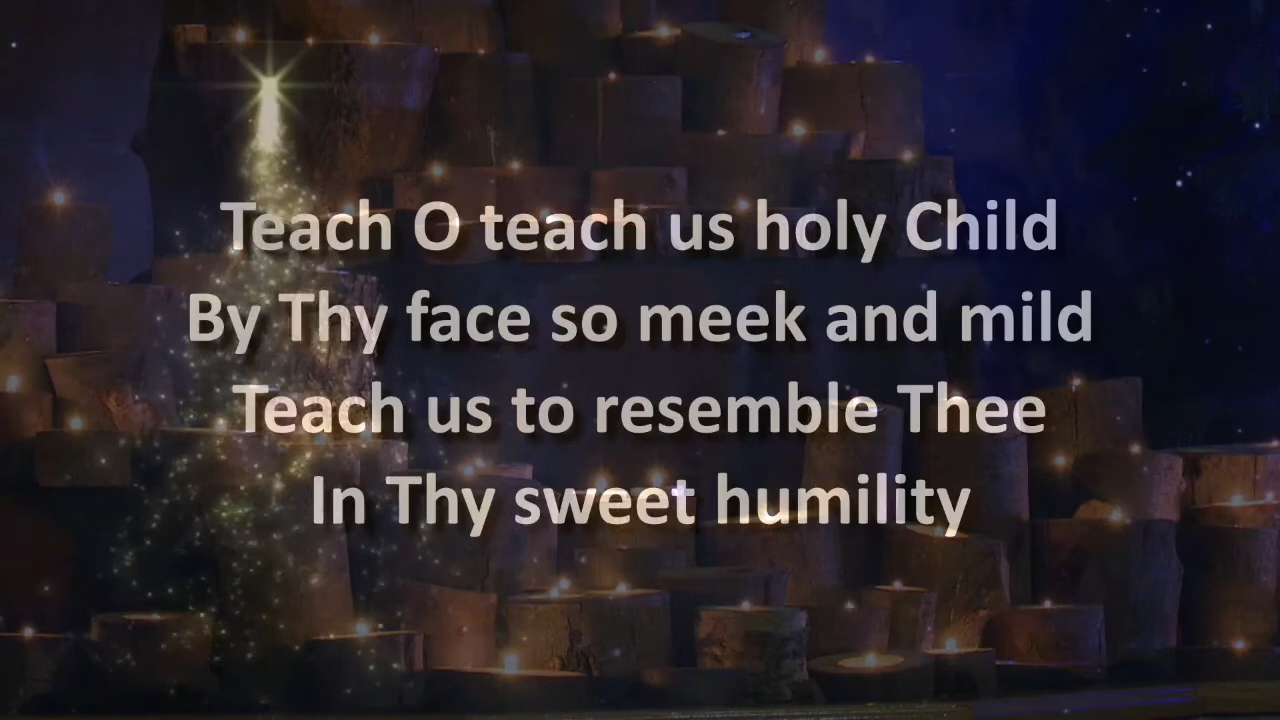 Teach O teach us holy Child
By Thy face so meek and mild
Teach us to resemble Thee
In Thy sweet humility